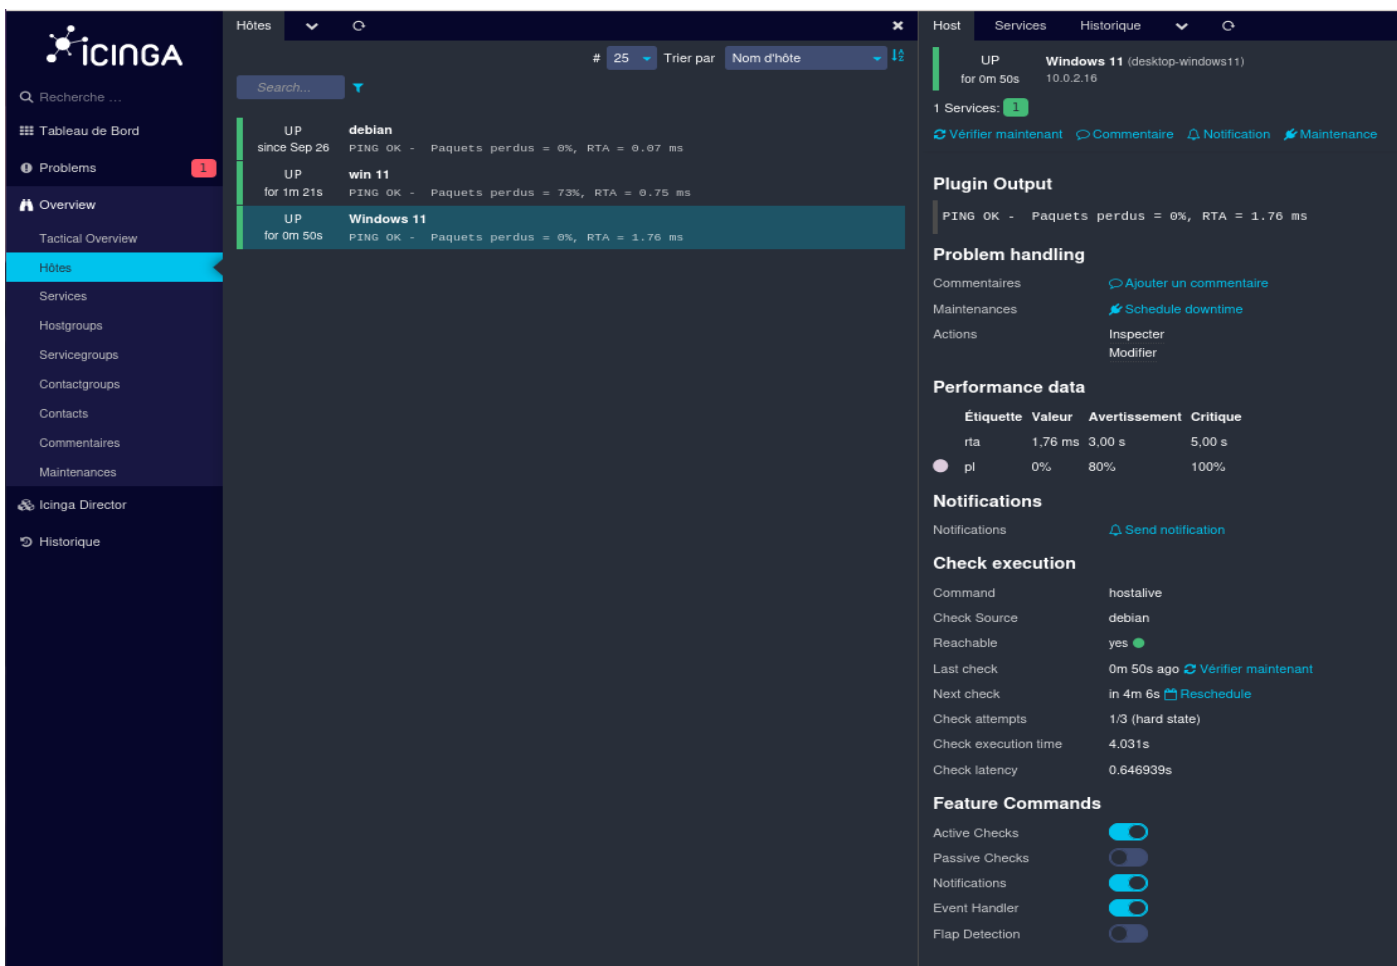 icinga
Recherche ...
Tableau de Bord
Problems 1
Overview
Tactical Overview
Hôtes
Services
Hostgroups
Servicegroups
Contactgroups
Contacts
Commentaires
Maintenances
Icinga Director
Historique
Hôtes
# 25 Trier par Nom d'hôte
Search...
UP debian
since Sep 26 PING OK - Paquets perdus = 0%, RTA = 0.07 ms
UP win 11
for 1m 21s PING OK - Paquets perdus = 73%, RTA = 0.75 ms
UP Windows 11
for 0m 50s PING OK - Paquets perdus = 0%, RTA = 1.76 ms
Host Services Historique
UP Windows 11 (desktop-windows11)
for 0m 50s 10.0.2.16
1 Services: 1
Vérifier maintenant Commentaire Notification Maintenance
Plugin Output
PING OK - Paquets perdus = 0%, RTA = 1.76 ms
Problem handling
Commentaires Ajouter un commentaire
Maintenances Schedule downtime
Actions Inspecter
Modifier
Performance data
Étiquette Valeur Avertissement Critique
rta 1,76 ms 3,00 s 5,00 s
pl 0% 80% 100%
Notifications
Notifications Send notification
Check execution
Command hostalive
Check Source debian
Reachable yes
Last check 0m 50s ago Vérifier maintenant
Next check in 4m 6s Reschedule
Check attempts 1/3 (hard state)
Check execution time 4.031s
Check latency 0.646939s
Feature Commands
Active Checks
Passive Checks
Notifications
Event Handler
Flap Detection